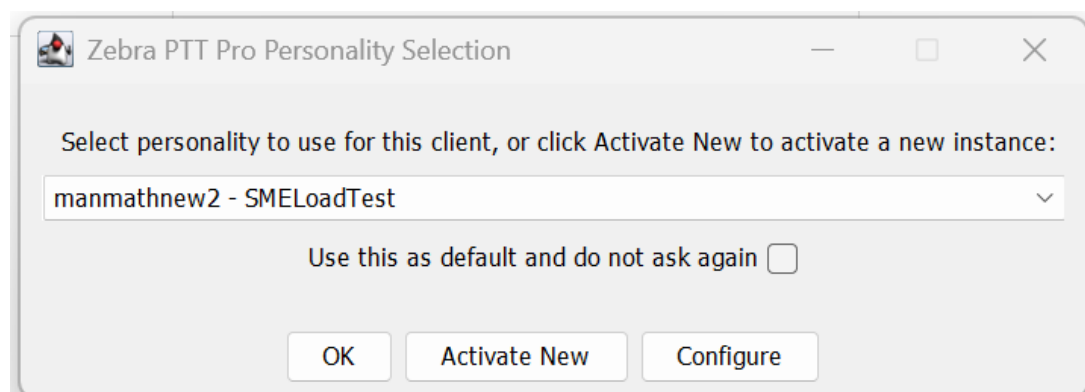 Zebra PTT Pro Personality Selection
Select personality to use for this client, or click Activate New to activate a new instance:
manmathnew2 - SMELoadTest
Use this as default and do not ask again
OK Activate New Configure